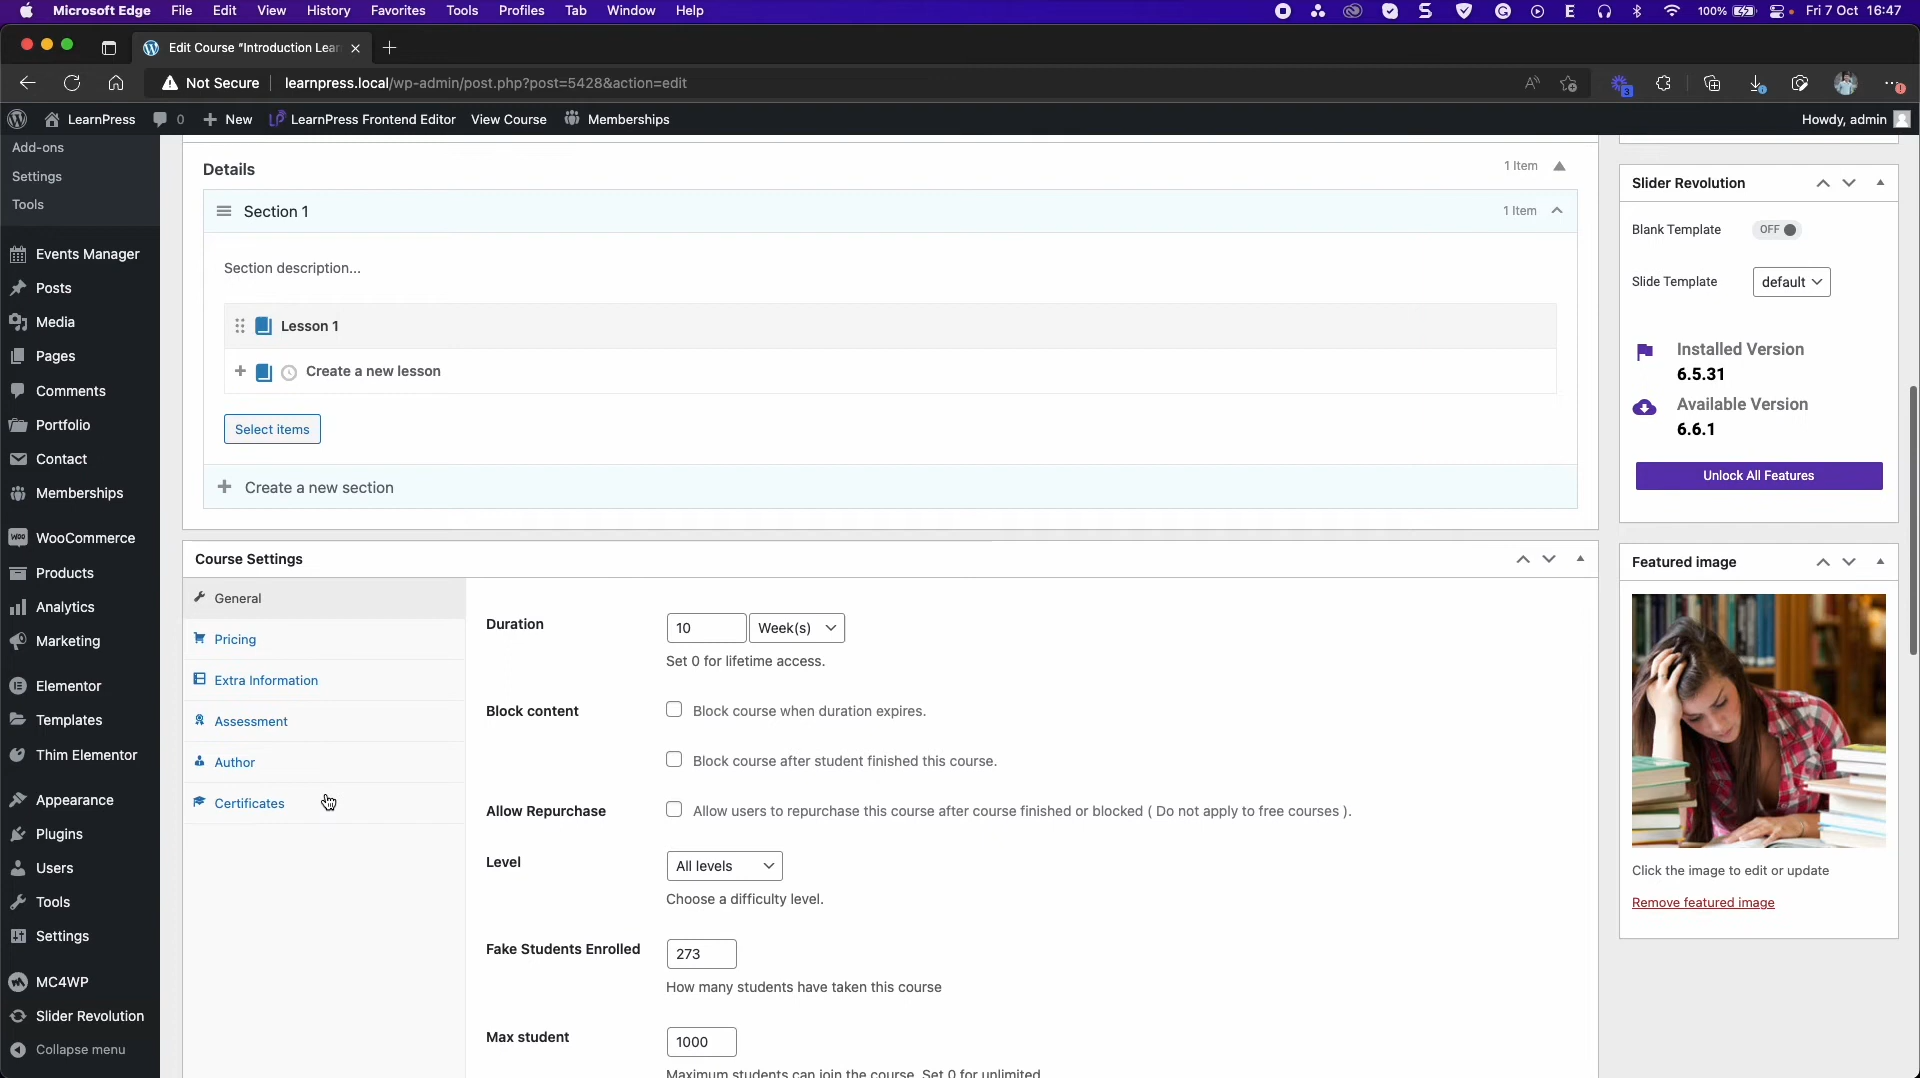 Microsoft Edge File Edit View History Favorites Tools Profiles Tab Window Help 100% Fri 7 Oct 16:47
Edit Course "Introduction Lear
Not Secure learnpress.local/wp-admin/post.php?post=5428&action=edit
LearnPress 0 New LearnPress Frontend Editor View Course Memberships Howdy, admin
Add-ons
Settings
Tools
Events Manager
Posts
Media
Pages
Comments
Portfolio
Contact
Memberships
WooCommerce
Products
Analytics
Marketing
Elementor
Templates
Thim Elementor
Appearance
Plugins
Users
Tools
Settings
MC4WP
Slider Revolution
Collapse menu
Details 1 Item
Section 1 1 Item
Section description...
Lesson 1
Create a new lesson
Select items
Create a new section
Course Settings
General
Pricing
Extra Information
Assessment
Author
Certificates
Duration 10 Week(s)
Set 0 for lifetime access.
Block content Block course when duration expires.
Block course after student finished this course.
Allow Repurchase Allow users to repurchase this course after course finished or blocked ( Do not apply to free courses ).
Level All levels
Choose a difficulty level.
Fake Students Enrolled 273
How many students have taken this course
Max student 1000
Maximum students can join the course. Set 0 for unlimited
Slider Revolution
Blank Template OFF
Slide Template default
Installed Version
6.5.31
Available Version
6.6.1
Unlock All Features
Featured image
Click the image to edit or update
Remove featured image